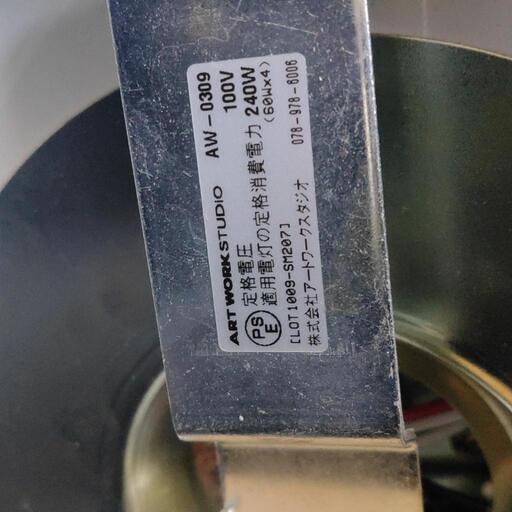 ART WORK STUDIO AW-0309
定格電圧 100V
適用電灯の定格消費電力 240W
(60W×4)
PS
E
[LOT1009-SM207]
株式会社アートワークスタジオ 078-978-6006